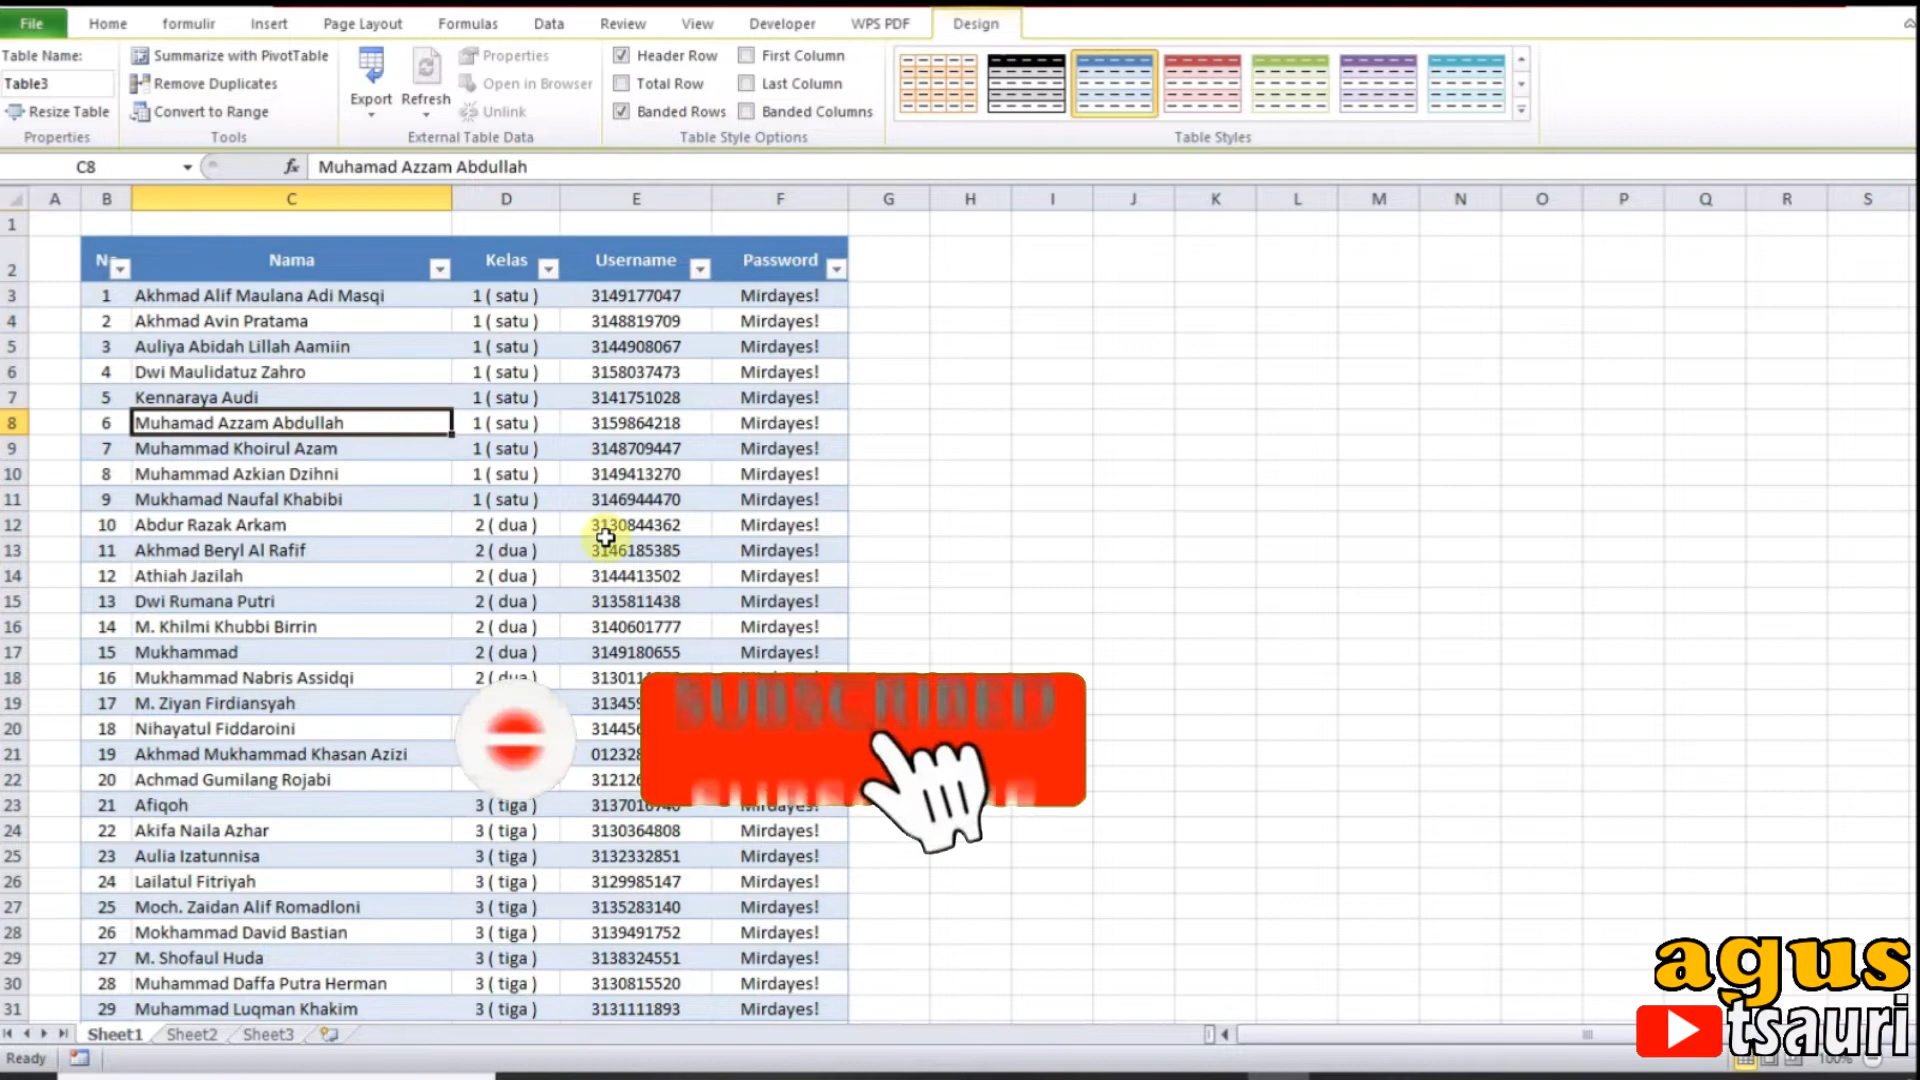 File Home formulir Insert Page Layout Formulas Data Review View Developer WPS PDF Design
Table Name: Summarize with PivotTable Properties Header Row First Column
Table3 Remove Duplicates Export Refresh Open in Browser Total Row Last Column
Resize Table Convert to Range Unlink Banded Rows Banded Columns
Properties Tools External Table Data Table Style Options Table Styles
C8 fx Muhamad Azzam Abdullah
A B C D E F G H I J K L M N O P Q R S
1
2 Nama Kelas Username Password
3 1 Akhmad Alif Maulana Adi Masqi 1 ( satu ) 3149177047 Mirdayes!
4 2 Akhmad Avin Pratama 1 ( satu ) 3148819709 Mirdayes!
5 3 Auliya Abidah Lillah Aamiin 1 ( satu ) 3144908067 Mirdayes!
6 4 Dwi Maulidatuz Zahro 1 ( satu ) 3158037473 Mirdayes!
7 5 Kennaraya Audi 1 ( satu ) 3141751028 Mirdayes!
8 6 Muhamad Azzam Abdullah 1 ( satu ) 3159864218 Mirdayes!
9 7 Muhammad Khoirul Azam 1 ( satu ) 3148709447 Mirdayes!
10 8 Muhammad Azkian Dzihni 1 ( satu ) 3149413270 Mirdayes!
11 9 Mukhamad Naufal Khabibi 1 ( satu ) 3146944470 Mirdayes!
12 10 Abdur Razak Arkam 2 ( dua ) 3130844362 Mirdayes!
13 11 Akhmad Beryl Al Rafif 2 ( dua ) 3146185385 Mirdayes!
14 12 Athiah Jazilah 2 ( dua ) 3144413502 Mirdayes!
15 13 Dwi Rumana Putri 2 ( dua ) 3135811438 Mirdayes!
16 14 M. Khilmi Khubbi Birrin 2 ( dua ) 3140601777 Mirdayes!
17 15 Mukhammad 2 ( dua ) 3149180655 Mirdayes!
18 16 Mukhammad Nabris Assidqi 2 ( dua )
19 17 M. Ziyan Firdiansyah
20 18 Nihayatul Fiddaroini
21 19 Akhmad Mukhammad Khasan Azizi
22 20 Achmad Gumilang Rojabi
23 21 Afiqoh 3 ( tiga )
24 22 Akifa Naila Azhar 3 ( tiga ) 3130364808 Mirdayes!
25 23 Aulia Izatunnisa 3 ( tiga ) 3132332851 Mirdayes!
26 24 Lailatul Fitriyah 3 ( tiga ) 3129985147 Mirdayes!
27 25 Moch. Zaidan Alif Romadloni 3 ( tiga ) 3135283140 Mirdayes!
28 26 Mokhammad David Bastian 3 ( tiga ) 3139491752 Mirdayes!
29 27 M. Shofaul Huda 3 ( tiga ) 3138324551 Mirdayes!
30 28 Muhammad Daffa Putra Herman 3 ( tiga ) 3130815520 Mirdayes!
31 29 Muhammad Luqman Khakim 3 ( tiga ) 3131111893 Mirdayes!
SUBSCRIBED
agus
tsauri
Sheet1 Sheet2 Sheet3
Ready 100%